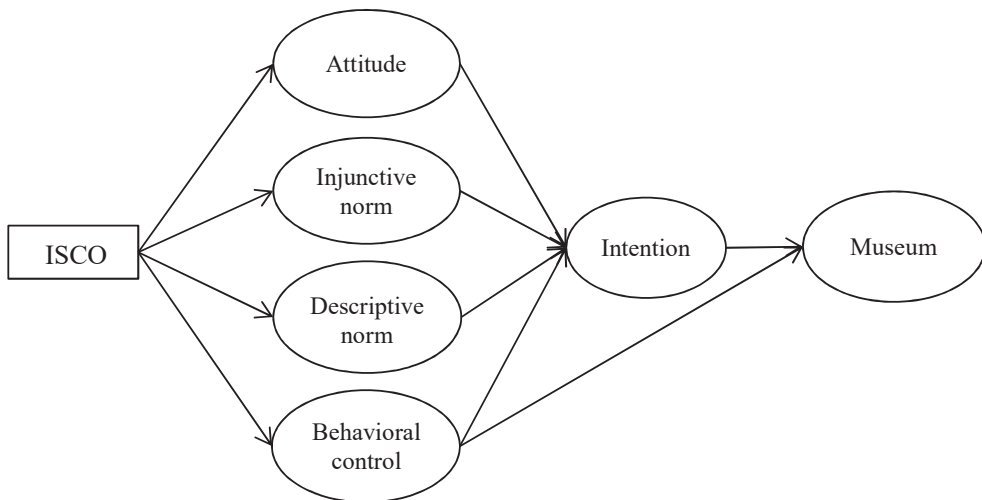 Attitude
Injunctive
norm
ISCO
Intention
Museum
Descriptive
norm
Behavioral
control